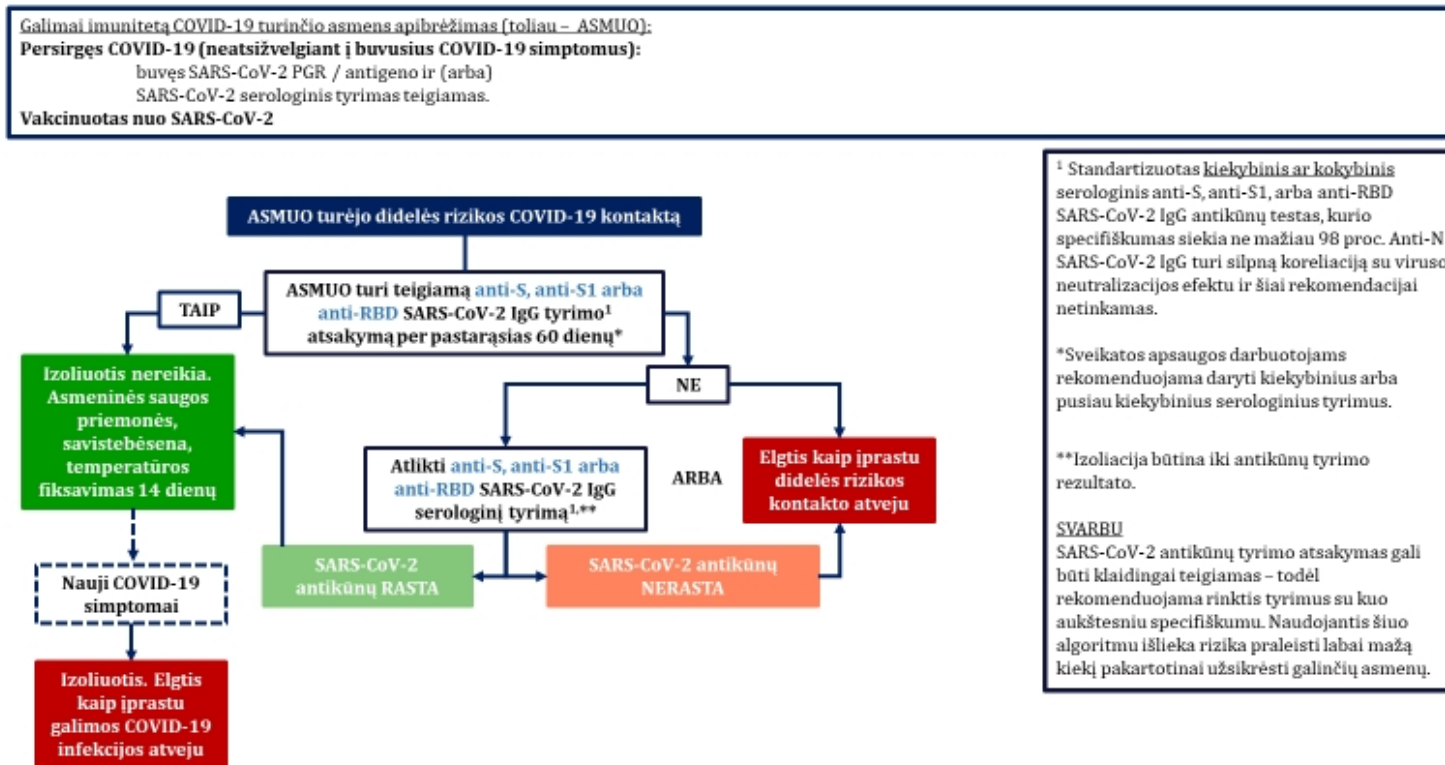 Galimai imunitetą COVID-19 turinčio asmens apibrėžimas (toliau – ASMUO):
Persirgęs COVID-19 (neatsižvelgiant į buvusius COVID-19 simptomus):
buvęs SARS-CoV-2 PGR / antigeno ir (arba)
SARS-CoV-2 serologinis tyrimas teigiamas.
Vakcinuotas nuo SARS-CoV-2
ASMUO turėjo didelės rizikos COVID-19 kontaktą
ASMUO turi teigiamą anti-S, anti-S1 arba
anti-RBD SARS-CoV-2 IgG tyrimo¹
atsakymą per pastarąsias 60 dienų*
TAIP
NE
Izoliuotis nereikia.
Asmeninės saugos
priemonės,
savistebėsena,
temperatūros
fiksavimas 14 dienų
Atlikti anti-S, anti-S1 arba
anti-RBD SARS-CoV-2 IgG
serologinį tyrimą¹,**
ARBA
Elgtis kaip įprastu
didelės rizikos
kontakto atveju
SARS-CoV-2
antikūnų RASTA
SARS-CoV-2 antikūnų
NERASTA
Nauji COVID-19
simptomai
Izoliuotis. Elgtis
kaip įprastu
galimos COVID-19
infekcijos atveju
¹ Standartizuotas kiekybinis ar kokybinis
serologinis anti-S, anti-S1, arba anti-RBD
SARS-CoV-2 IgG antikūnų testas, kurio
specifiškumas siekia ne mažiau 98 proc. Anti-N
SARS-CoV-2 IgG turi silpną koreliaciją su viruso
neutralizacijos efektu ir šiai rekomendacijai
netinkamas.
*Sveikatos apsaugos darbuotojams
rekomenduojama daryti kiekybinius arba
pusiau kiekybinius serologinius tyrimus.
**Izoliacija būtina iki antikūnų tyrimo
rezultato.
SVARBU
SARS-CoV-2 antikūnų tyrimo atsakymas gali
būti klaidingai teigiamas – todėl
rekomenduojama rinktis tyrimus su kuo
aukštesniu specifiškumu. Naudojantis šiuo
algoritmu išlieka rizika praleisti labai mažą
kiekį pakartotinai užsikrėsti galinčių asmenų.